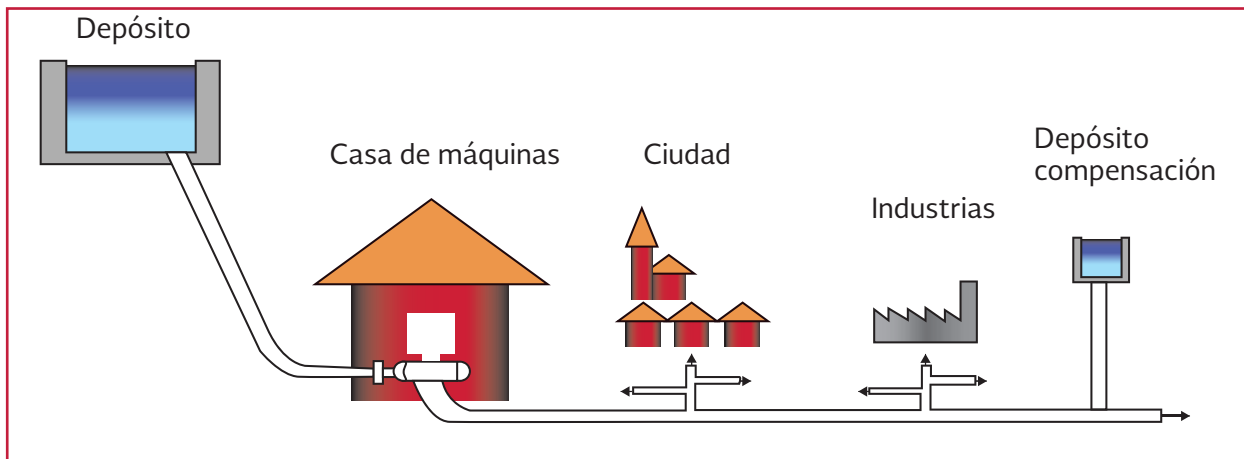 Depósito
Casa de máquinas
Ciudad
Industrias
Depósito
compensación